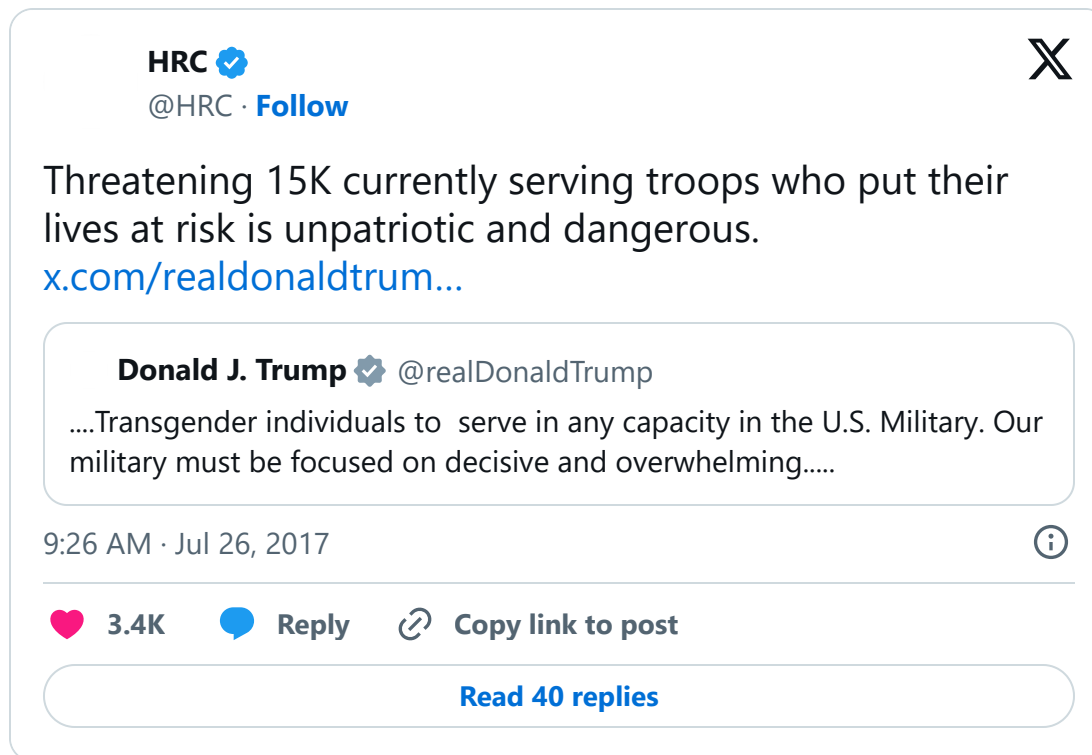 HRC
@HRC · Follow
Threatening 15K currently serving troops who put their
lives at risk is unpatriotic and dangerous.
x.com/realdonaldtrum…
Donald J. Trump @realDonaldTrump
....Transgender individuals to  serve in any capacity in the U.S. Military. Our
military must be focused on decisive and overwhelming.....
9:26 AM · Jul 26, 2017
3.4K Reply Copy link to post
Read 40 replies